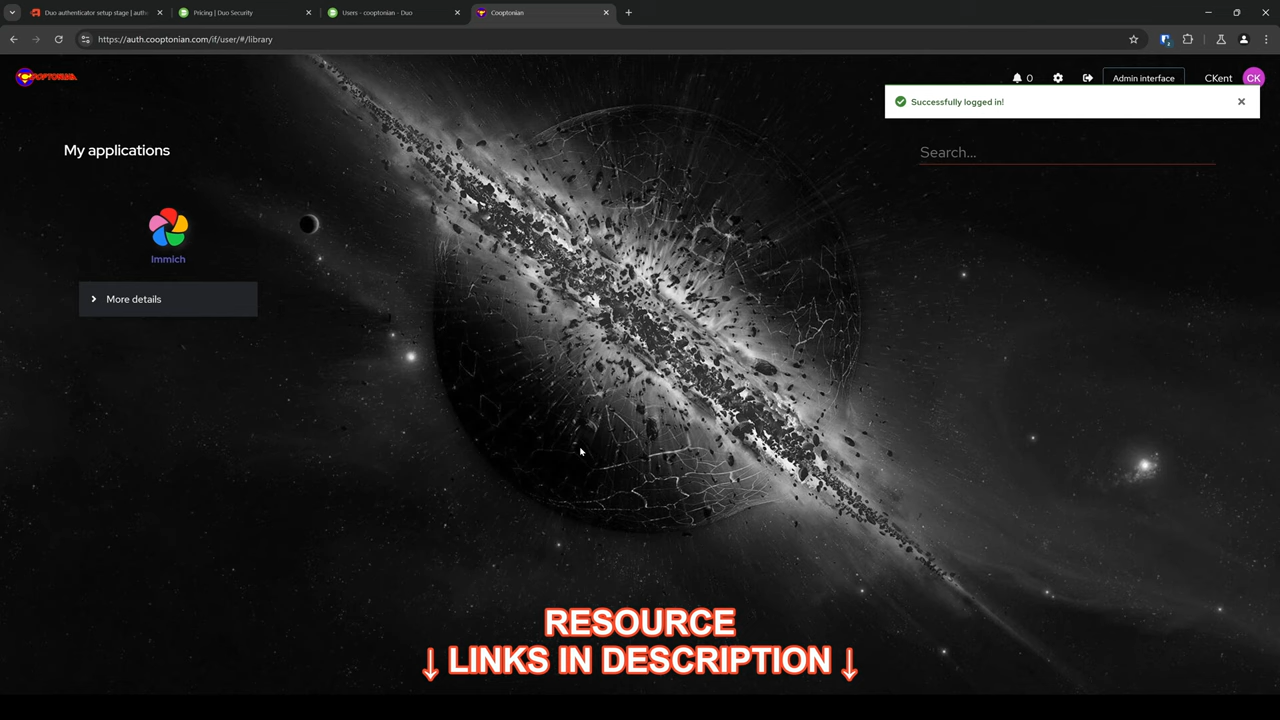 Duo authenticator setup stage | auth
Pricing | Duo Security
Users - cooptonian - Duo
Cooptonian
https://auth.cooptonian.com/if/user/#/library
COOPTONIAN
0
Admin interface
CKent
CK
Successfully logged in!
My applications
Search...
Immich
More details
RESOURCE
↓ LINKS IN DESCRIPTION ↓